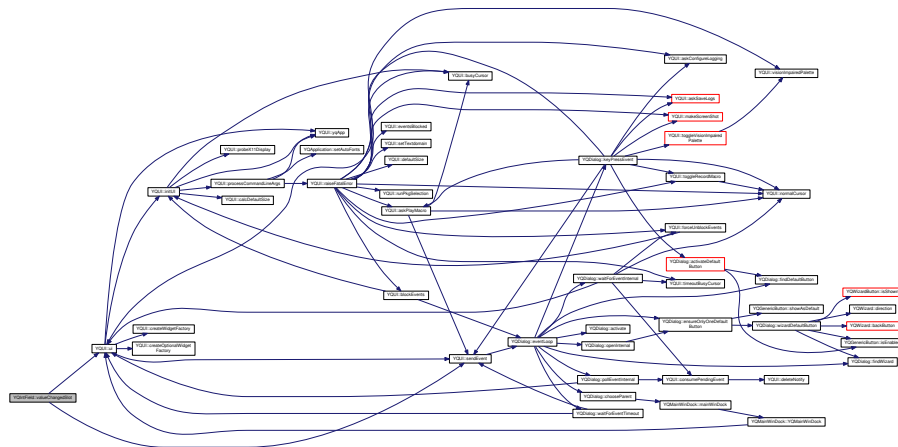 YQIntField::valueChangedSlot
YQUI::ui
YQUI::initUI
YQUI::createWidgetFactory
YQUI::createOptionalWidget
Factory
YQUI::probeX11Display
YQUI::processCommandLineArgs
YQUI::calcDefaultSize
YQUI::yqApp
YQApplication::setAutoFonts
YQUI::raiseFatalError
YQUI::busyCursor
YQUI::eventsBlocked
YQUI::setTextdomain
YQUI::defaultSize
YQUI::runPkgSelection
YQUI::askPlayMacro
YQUI::blockEvents
YQUI::sendEvent
YQDialog::eventLoop
YQDialog::keyPressEvent
YQDialog::waitForEventInternal
YQDialog::activate
YQDialog::openInternal
YQDialog::pollEventInternal
YQDialog::chooseParent
YQDialog::waitForEventTimeout
YQUI::askConfigureLogging
YQUI::askSaveLogs
YQUI::makeScreenShot
YQUI::toggleVisionImpaired
Palette
YQUI::toggleRecordMacro
YQUI::forceUnblockEvents
YQDialog::activateDefault
Button
YQUI::timeoutBusyCursor
YQDialog::ensureOnlyOneDefault
Button
YQUI::consumePendingEvent
YQMainWinDock::mainWinDock
YQUI::visionImpairedPalette
YQUI::normalCursor
YQDialog::findDefaultButton
YQGenericButton::showAsDefault
YQDialog::wizardDefaultButton
YQUI::deleteNotify
YQMainWinDock::YQMainWinDock
YQWizardButton::isShown
YQWizard::direction
YQWizard::backButton
YQGenericButton::isEnabled
YQDialog::findWizard